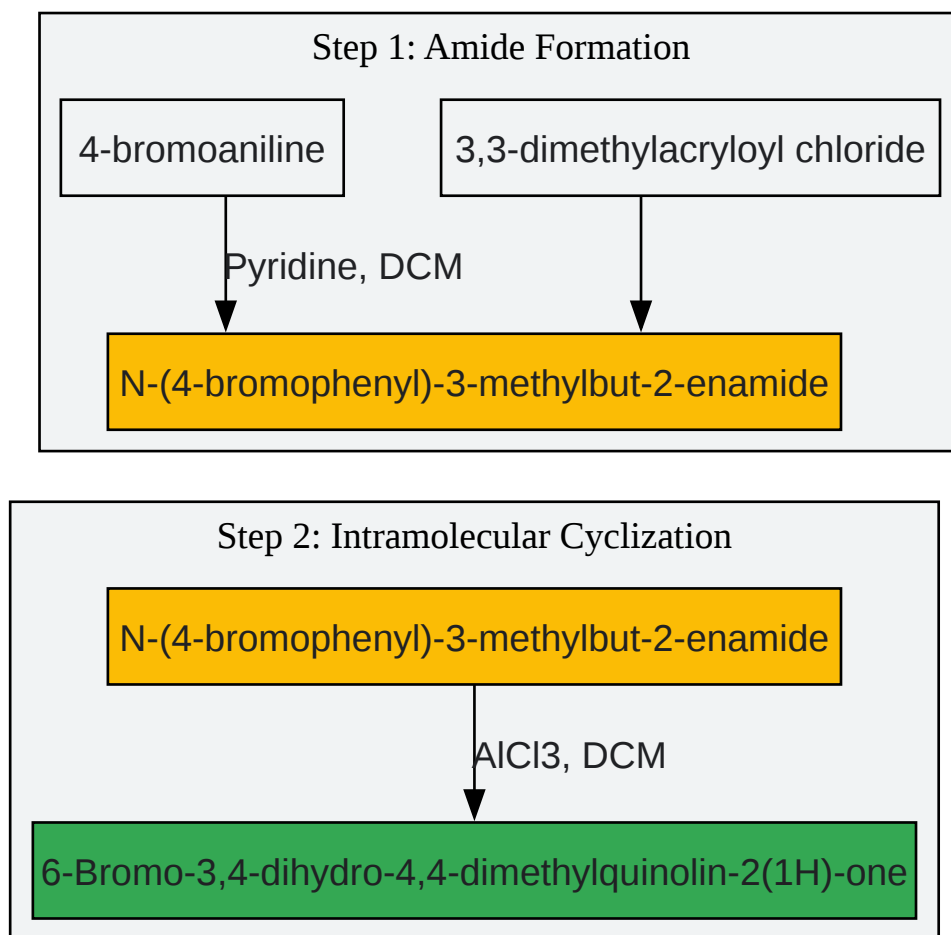 Step 1: Amide Formation
4-bromoaniline
3,3-dimethylacryloyl chloride
Pyridine, DCM
N-(4-bromophenyl)-3-methylbut-2-enamide
Step 2: Intramolecular Cyclization
N-(4-bromophenyl)-3-methylbut-2-enamide
AlCl3, DCM
6-Bromo-3,4-dihydro-4,4-dimethylquinolin-2(1H)-one